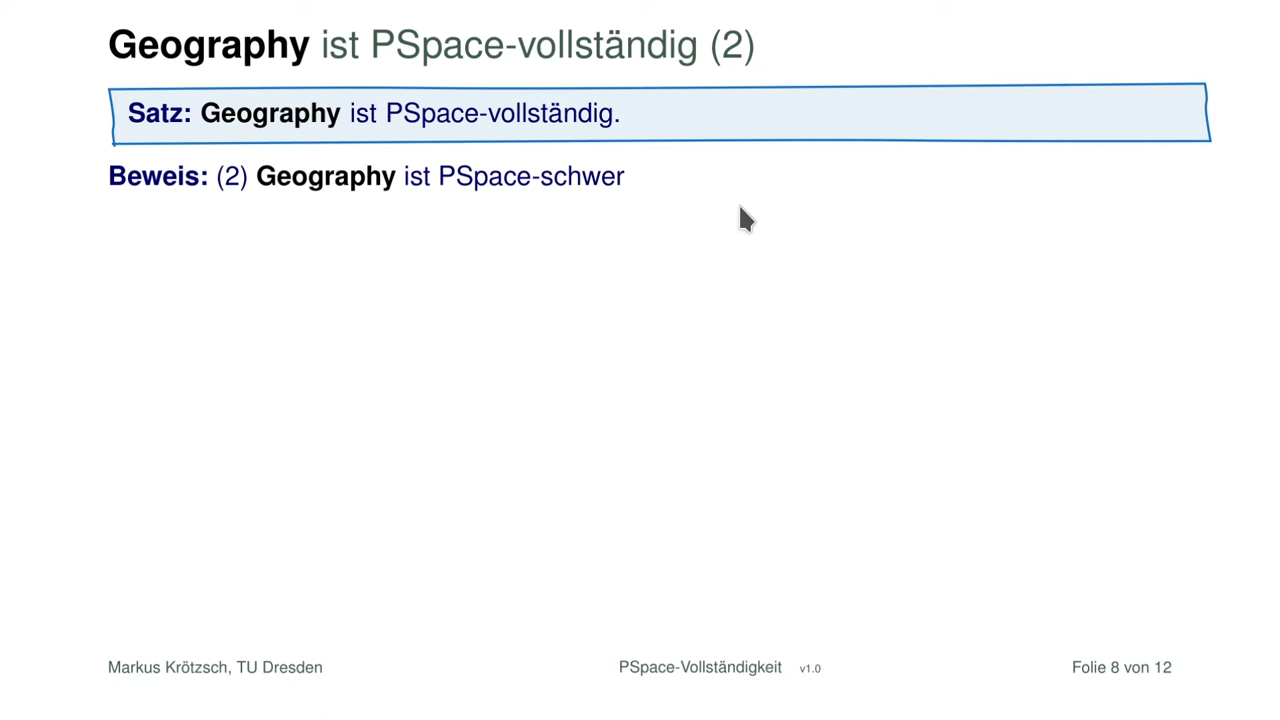 Geography ist PSpace-vollständig (2)
Satz: Geography ist PSpace-vollständig.
Beweis: (2) Geography ist PSpace-schwer
Markus Krötzsch, TU Dresden
PSpace-Vollständigkeit v1.0
Folie 8 von 12